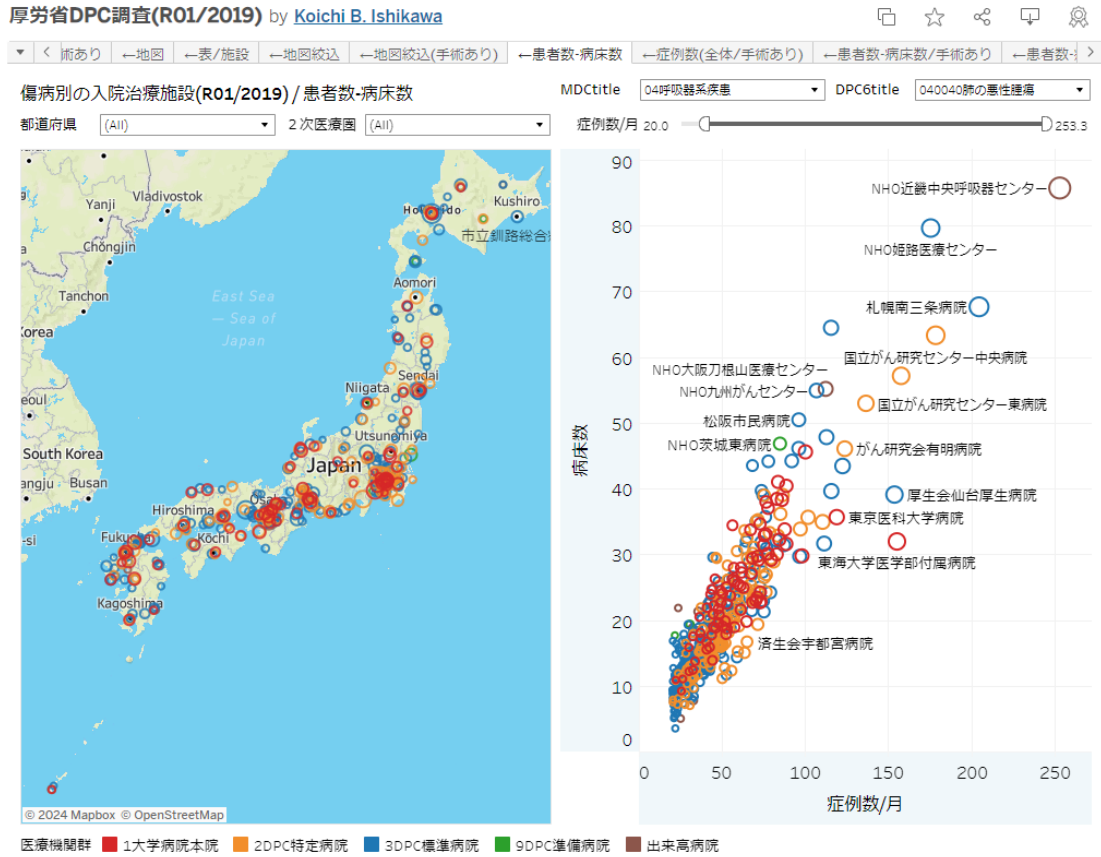 厚労省DPC調査(R01/2019) by Koichi B. Ishikawa
術あり ←地図 ←表/施設 ←地図絞込 ←地図絞込(手術あり) ←患者数-病床数 ←症例数(全体/手術あり) ←患者数-病床数/手術あり ←患者数-
傷病別の入院治療施設(R01/2019) / 患者数-病床数
MDCtitle 04呼吸器系疾患 DPC6title 040040肺の悪性腫瘍
都道府県 (All) 2次医療圏 (All) 症例数/月 20.0 253.3
Yanji
Vladivostok
Chongjin
Tanchon
Korea
East Sea
— Sea of
Japan
eoul
South Korea
angju
Busan
-si
Hokkaido
Kushiro
市立釧路総合
Aomori
Sendai
Niigata
Utsunomiya
Japan
Osaka
Hiroshima
Kōchi
Fukuoka
Kagoshima
© 2024 Mapbox © OpenStreetMap
病床数
90
80
70
60
50
40
30
20
10
0
NHO近畿中央呼吸器センター
NHO姫路医療センター
札幌南三条病院
国立がん研究センター中央病院
NHO大阪刀根山医療センター
NHO九州がんセンター
国立がん研究センター東病院
松阪市民病院
NHO茨城東病院
がん研究会有明病院
厚生会仙台厚生病院
東京医科大学病院
東海大学医学部付属病院
済生会宇都宮病院
0 50 100 150 200 250
症例数/月
医療機関群 1大学病院本院 2DPC特定病院 3DPC標準病院 9DPC準備病院 出来高病院